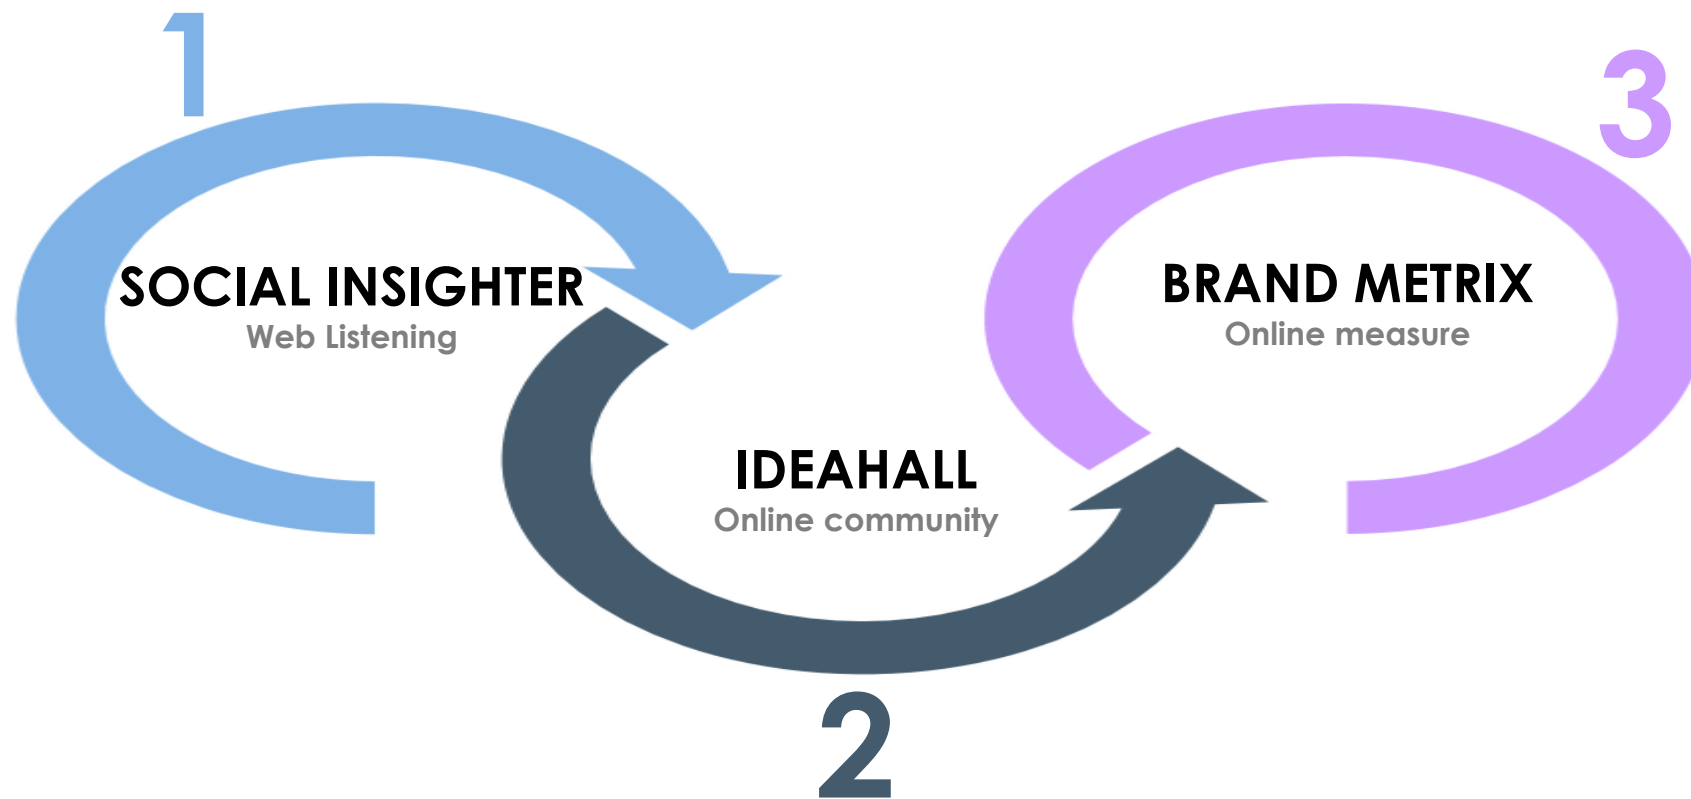 1
SOCIAL INSIGHTER
Web Listening
2
IDEAHALL
Online community
3
BRAND METRIX
Online measure